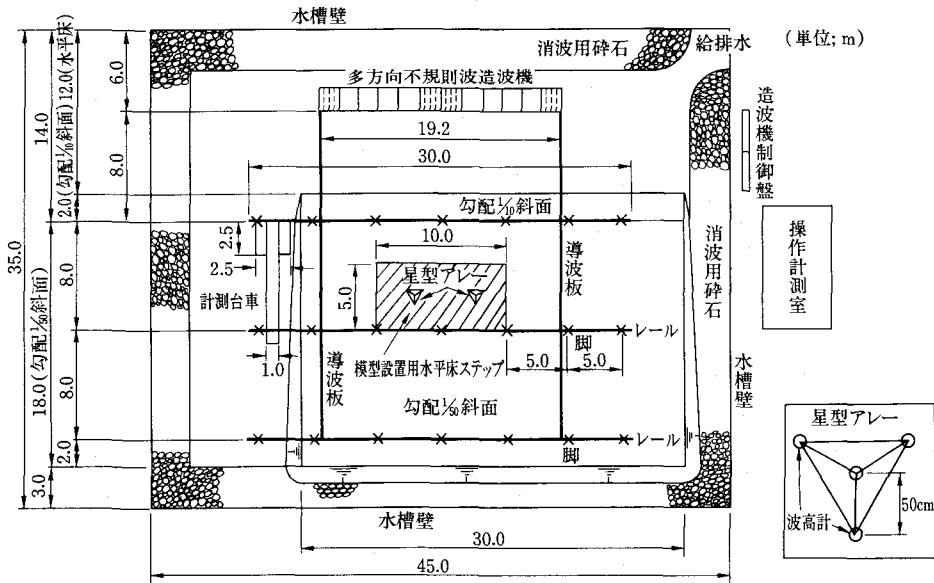 水槽壁
消波用砕石
給排水
(単位; m)
多方向不規則波造波機
造波機制御盤
35.0
14.0
12.0(水平床)
2.0(勾配1/10斜面)
6.0
8.0
19.2
30.0
勾配1/10斜面
2.5
2.5
計測台車
10.0
星型アレー
5.0
導波板
消波用砕石
操作計測室
18.0(勾配1/50斜面)
8.0
8.0
2.0
3.0
レール
脚
1.0
導波板
模型設置用水平床ステップ
5.0
5.0
勾配1/50斜面
水槽壁
レール
脚
星型アレー
50cm
波高計
水槽壁
30.0
45.0